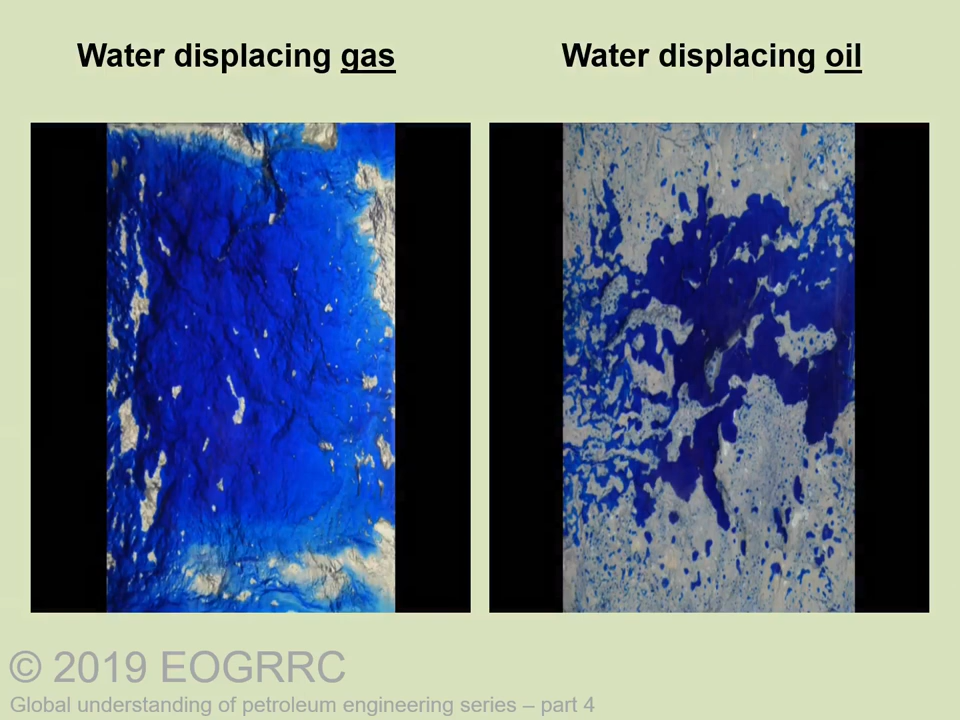 Water displacing gas
Water displacing oil
© 2019 EOGRRC
Global understanding of petroleum engineering series – part 4